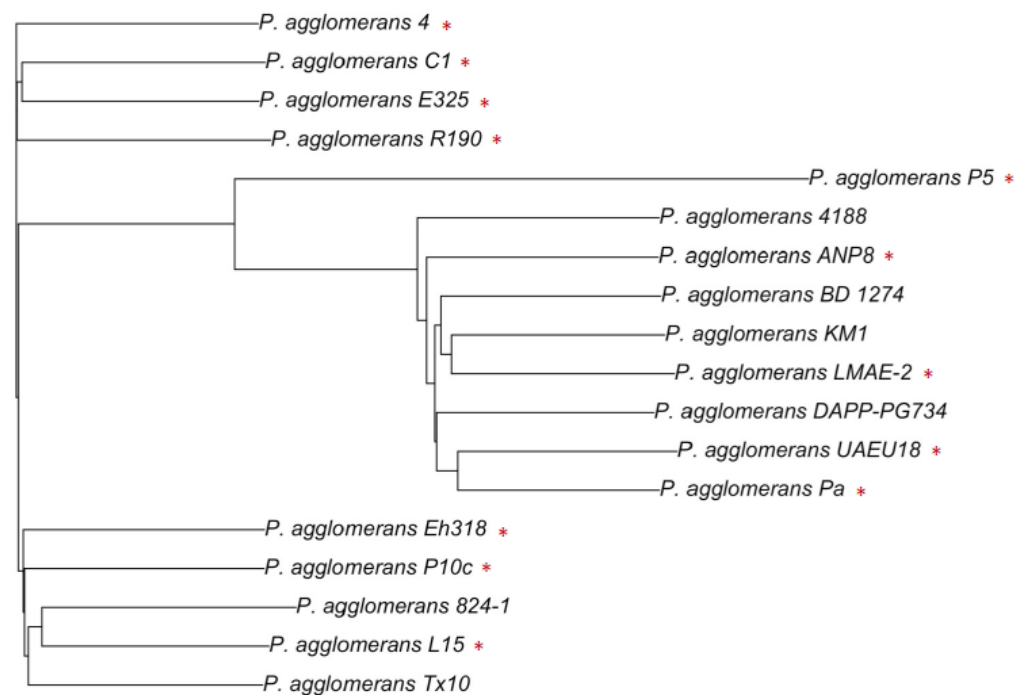 P. agglomerans 4 *
P. agglomerans C1 *
P. agglomerans E325 *
P. agglomerans R190 *
P. agglomerans P5 *
P. agglomerans 4188
P. agglomerans ANP8 *
P. agglomerans BD 1274
P. agglomerans KM1
P. agglomerans LMAE-2 *
P. agglomerans DAPP-PG734
P. agglomerans UAEU18 *
P. agglomerans Pa *
P. agglomerans Eh318 *
P. agglomerans P10c *
P. agglomerans 824-1
P. agglomerans L15 *
P. agglomerans Tx10